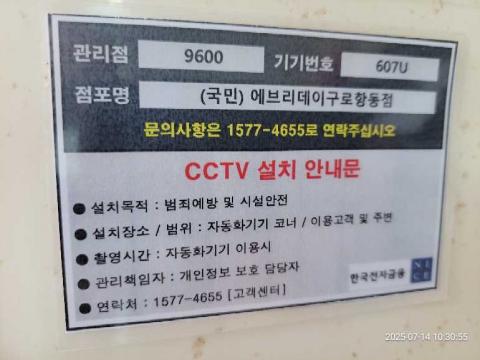 관리점 9600 기기번호 607U
점포명 (국민) 에브리데이구로항동점
문의사항은 1577-4655로 연락주십시오
CCTV 설치 안내문
● 설치목적 : 범죄예방 및 시설안전
● 설치장소 / 범위 : 자동화기기 코너 / 이용고객 및 주변
● 촬영시간 : 자동화기기 이용시
● 관리책임자 : 개인정보 보호 담당자
● 연락처 : 1577-4655 [고객센터]
한국전자금융 NICE
2025-07-14 10:30:55